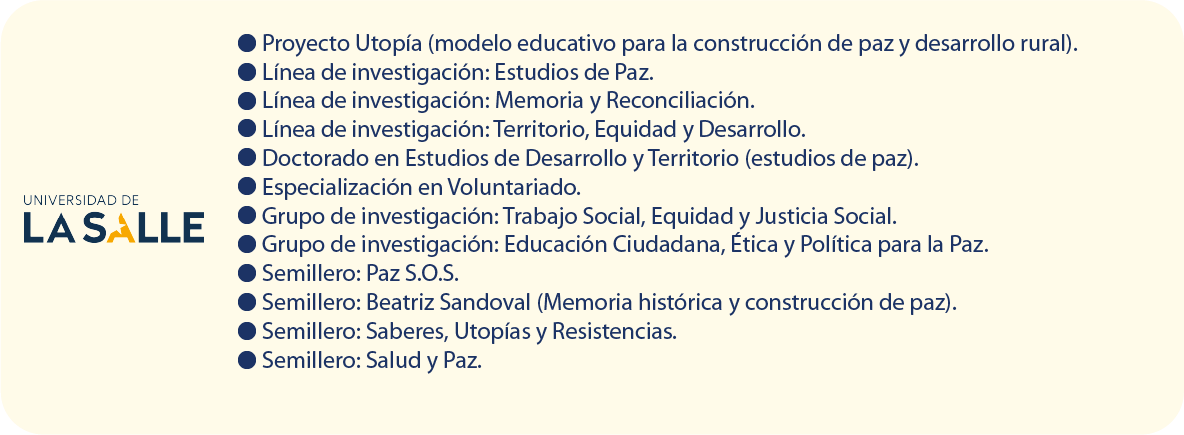 UNIVERSIDAD DE
LA SALLE
● Proyecto Utopía (modelo educativo para la construcción de paz y desarrollo rural).
● Línea de investigación: Estudios de Paz.
● Línea de investigación: Memoria y Reconciliación.
● Línea de investigación: Territorio, Equidad y Desarrollo.
● Doctorado en Estudios de Desarrollo y Territorio (estudios de paz).
● Especialización en Voluntariado.
● Grupo de investigación: Trabajo Social, Equidad y Justicia Social.
● Grupo de investigación: Educación Ciudadana, Ética y Política para la Paz.
● Semillero: Paz S.O.S.
● Semillero: Beatriz Sandoval (Memoria histórica y construcción de paz).
● Semillero: Saberes, Utopías y Resistencias.
● Semillero: Salud y Paz.